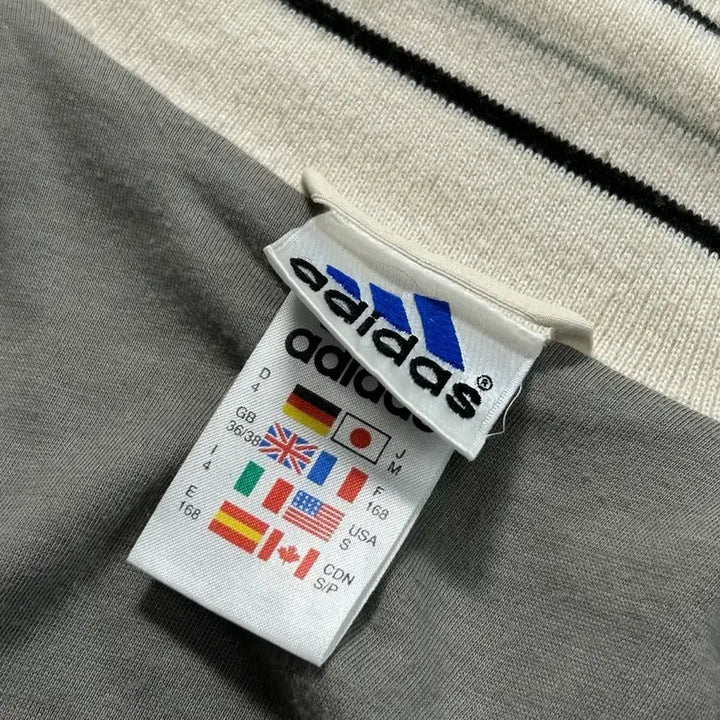 adidas®
adidas
D
4
J
M
GB
36/38
F
168
I
4
USA
S
E
168
CDN
S/P